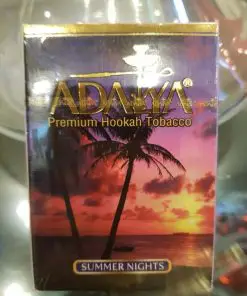 ADALYA®
Premium Hookah Tobacco
SUMMER NIGHTS